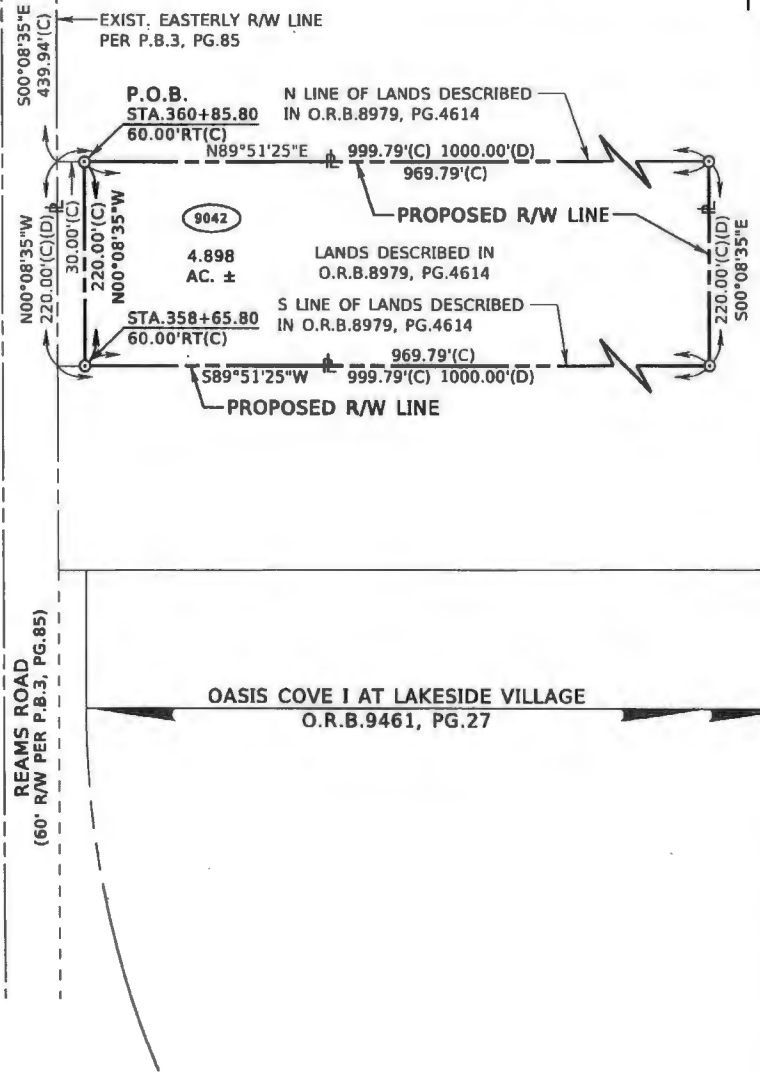 S00°08'35"E
439.94'(C)
EXIST. EASTERLY R/W LINE
PER P.B.3, PG.85
P.O.B.
STA.360+85.80
60.00'RT(C)
N LINE OF LANDS DESCRIBED
IN O.R.B.8979, PG.4614
N89°51'25"E
999.79'(C) 1000.00'(D)
969.79'(C)
PROPOSED R/W LINE
N00°08'35"W
220.00'(C)(D)
30.00'(C)
220.00'(C)
N00°08'35"W
9042
4.898
AC. ±
LANDS DESCRIBED IN
O.R.B.8979, PG.4614
220.00'(C)(D)
S00°08'35"E
STA.358+65.80
60.00'RT(C)
S LINE OF LANDS DESCRIBED
IN O.R.B.8979, PG.4614
969.79'(C)
S89°51'25"W
999.79'(C) 1000.00'(D)
PROPOSED R/W LINE
REAMS ROAD
(60' R/W PER P.B.3, PG.85)
OASIS COVE I AT LAKESIDE VILLAGE
O.R.B.9461, PG.27